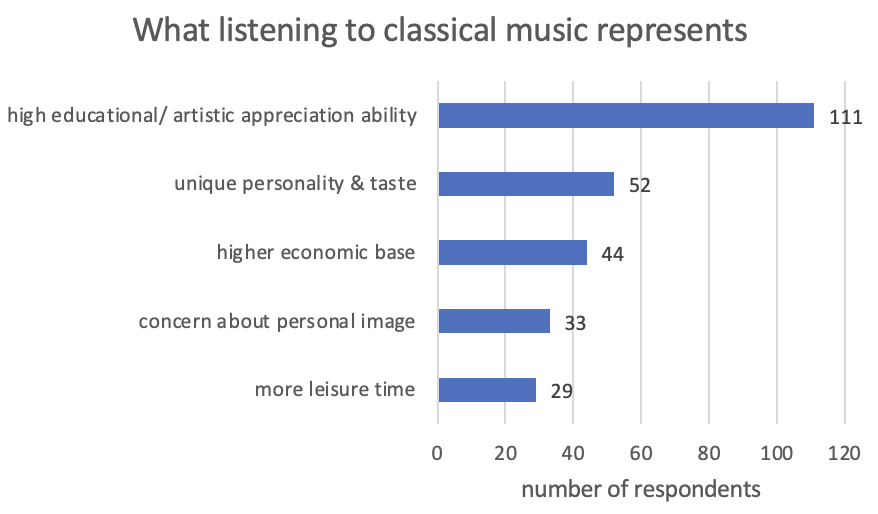 What listening to classical music represents
high educational/ artistic appreciation ability
111
unique personality & taste
52
higher economic base
44
concern about personal image
33
more leisure time
29
0 20 40 60 80 100 120
number of respondents